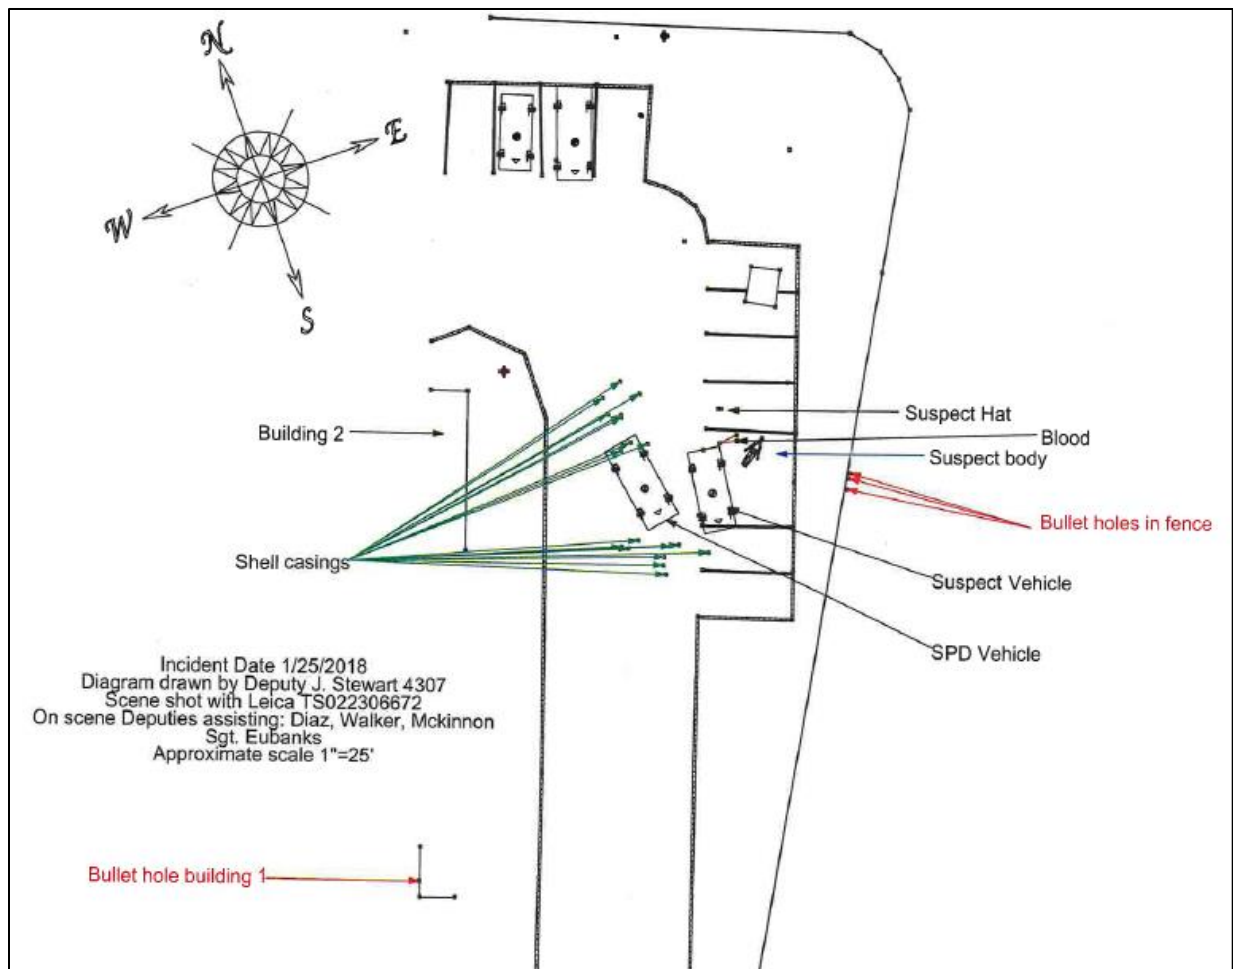 N
E
W
S
Suspect Hat
Building 2
Blood
Suspect body
Bullet holes in fence
Shell casings
Suspect Vehicle
SPD Vehicle
Incident Date 1/25/2018
Diagram drawn by Deputy J. Stewart 4307
Scene shot with Leica TS022306672
On scene Deputies assisting: Diaz, Walker, Mckinnon
Sgt. Eubanks
Approximate scale 1"=25'
Bullet hole building 1